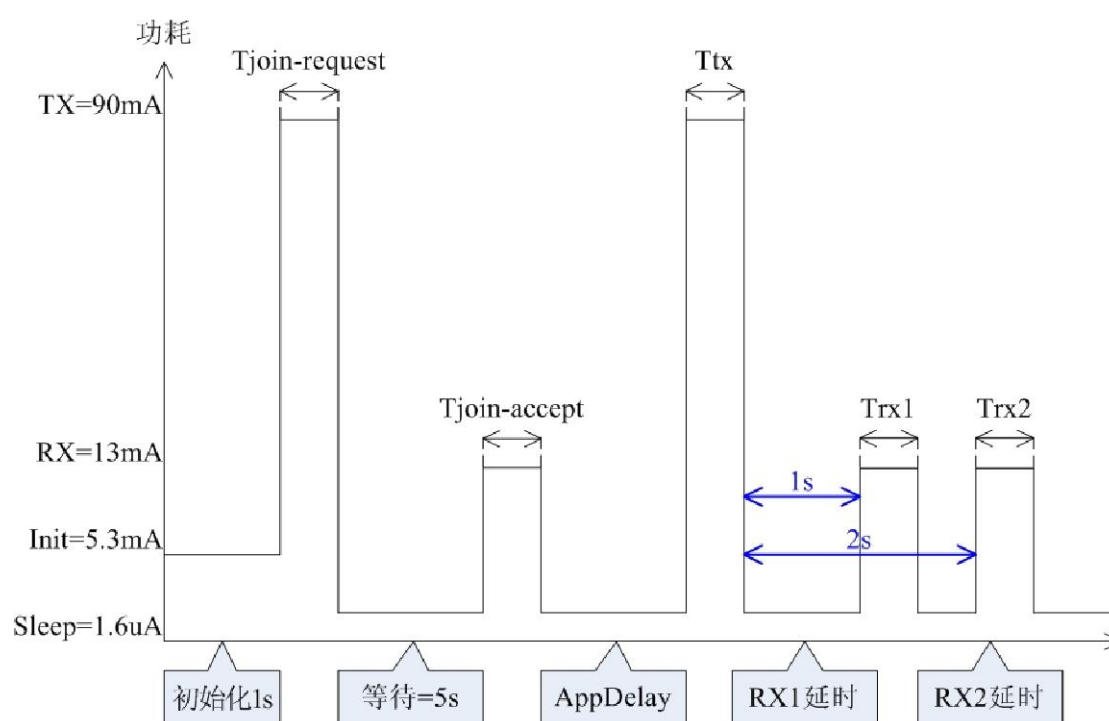 功耗
Tjoin-request
Ttx
TX=90mA
Tjoin-accept
Trx1
Trx2
RX=13mA
1s
Init=5.3mA
2s
Sleep=1.6uA
初始化1s
等待=5s
AppDelay
RX1延时
RX2延时